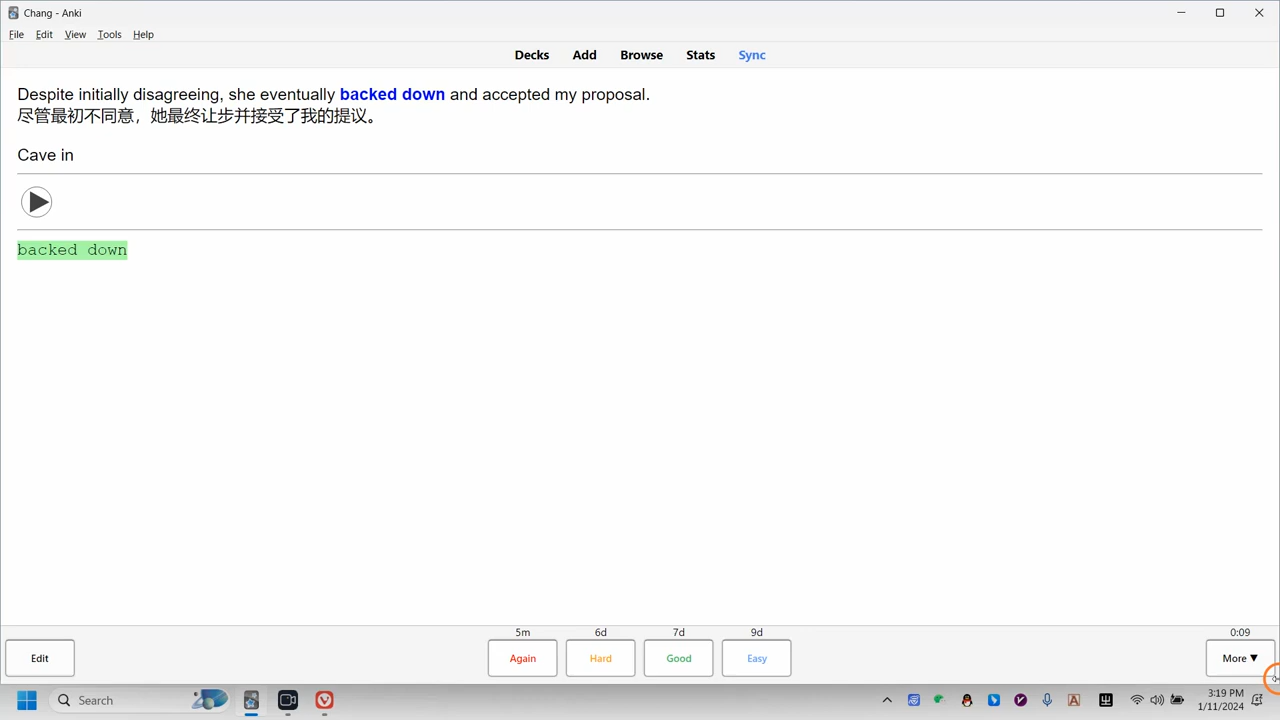 Chang - Anki
File Edit View Tools Help
Decks Add Browse Stats Sync
Despite initially disagreeing, she eventually backed down and accepted my proposal.
尽管最初不同意，她最终让步并接受了我的提议。
Cave in
backed down
5m 6d 7d 9d 0:09
Edit Again Hard Good Easy More ▼
Search
3:19 PM
1/11/2024